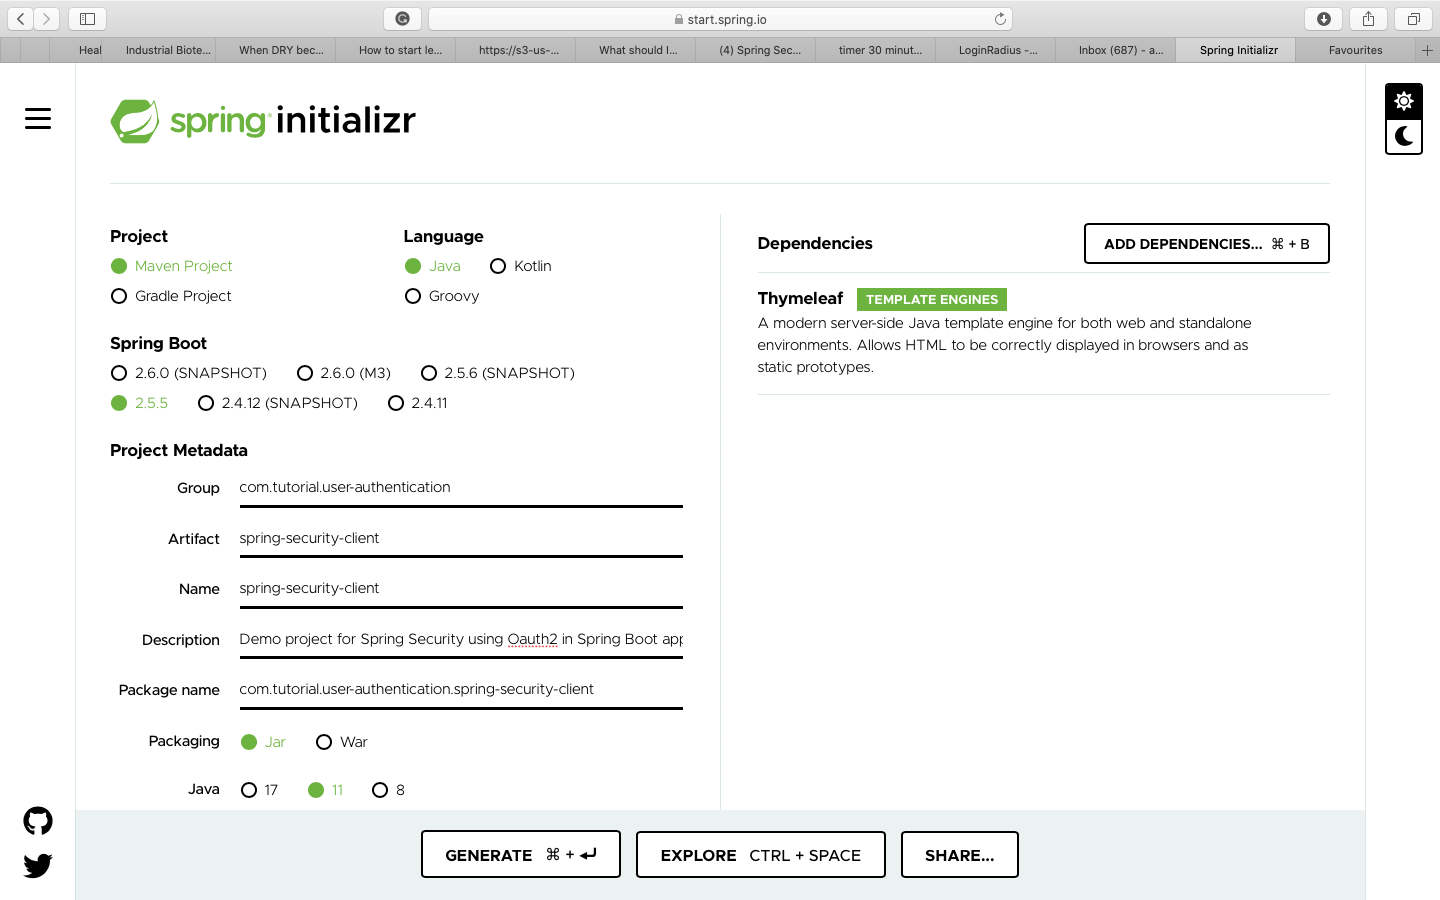 start.spring.io
Heal
Industrial Biote...
When DRY bec...
How to start le...
https://s3-us-...
What should I...
(4) Spring Sec...
timer 30 minut...
LoginRadius -...
Inbox (687) - a...
Spring Initializr
Favourites
spring initializr
Project
Maven Project
Gradle Project
Language
Java Kotlin
Groovy
Spring Boot
2.6.0 (SNAPSHOT) 2.6.0 (M3) 2.5.6 (SNAPSHOT)
2.5.5 2.4.12 (SNAPSHOT) 2.4.11
Project Metadata
Group com.tutorial.user-authentication
Artifact spring-security-client
Name spring-security-client
Description Demo project for Spring Security using Oauth2 in Spring Boot app
Package name com.tutorial.user-authentication.spring-security-client
Packaging Jar War
Java 17 11 8
Dependencies
ADD DEPENDENCIES... ⌘ + B
Thymeleaf TEMPLATE ENGINES
A modern server-side Java template engine for both web and standalone
environments. Allows HTML to be correctly displayed in browsers and as
static prototypes.
GENERATE ⌘ + ↵
EXPLORE CTRL + SPACE
SHARE...